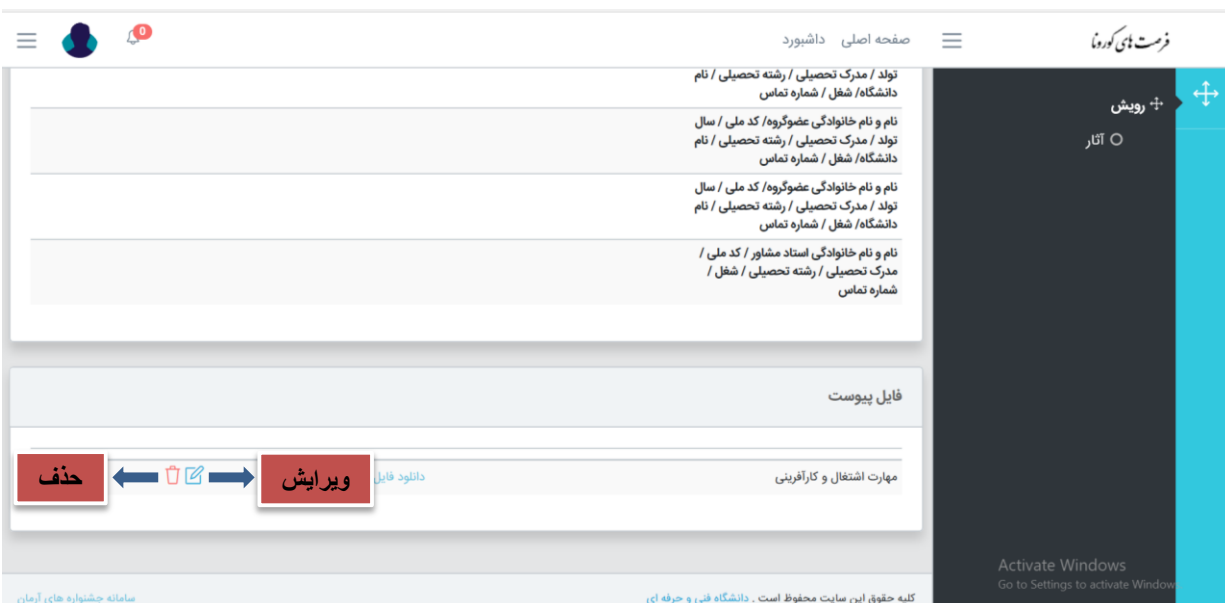 فرصت های کورونا
صفحه اصلی داشبورد
0
رویش
آثار
تولد / مدرک تحصیلی / رشته تحصیلی / نام
دانشگاه/ شغل / شماره تماس
نام و نام خانوادگی عضوگروه/ کد ملی / سال
تولد / مدرک تحصیلی / رشته تحصیلی / نام
دانشگاه/ شغل / شماره تماس
نام و نام خانوادگی عضوگروه/ کد ملی / سال
تولد / مدرک تحصیلی / رشته تحصیلی / نام
دانشگاه/ شغل / شماره تماس
نام و نام خانوادگی استاد مشاور / کد ملی /
مدرک تحصیلی / رشته تحصیلی / شغل /
شماره تماس
فایل پیوست
مهارت اشتغال و کارآفرینی دانلود فایل ویرایش حذف
Activate Windows
Go to Settings to activate Window
کلیه حقوق این سایت محفوظ است . دانشگاه فنی و حرفه ای سامانه جشنواره های آرمان